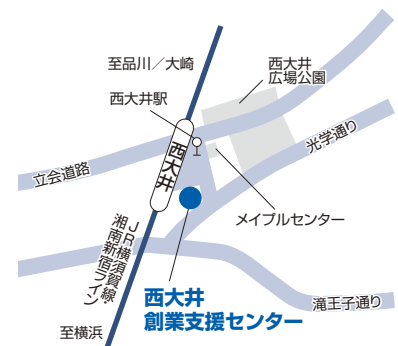 至品川／大崎
西大井駅
西大井
広場公園
光学通り
立会道路
西大井
メイプルセンター
JR横須賀線・
湘南新宿ライン
西大井
創業支援センター
滝王子通り
至横浜